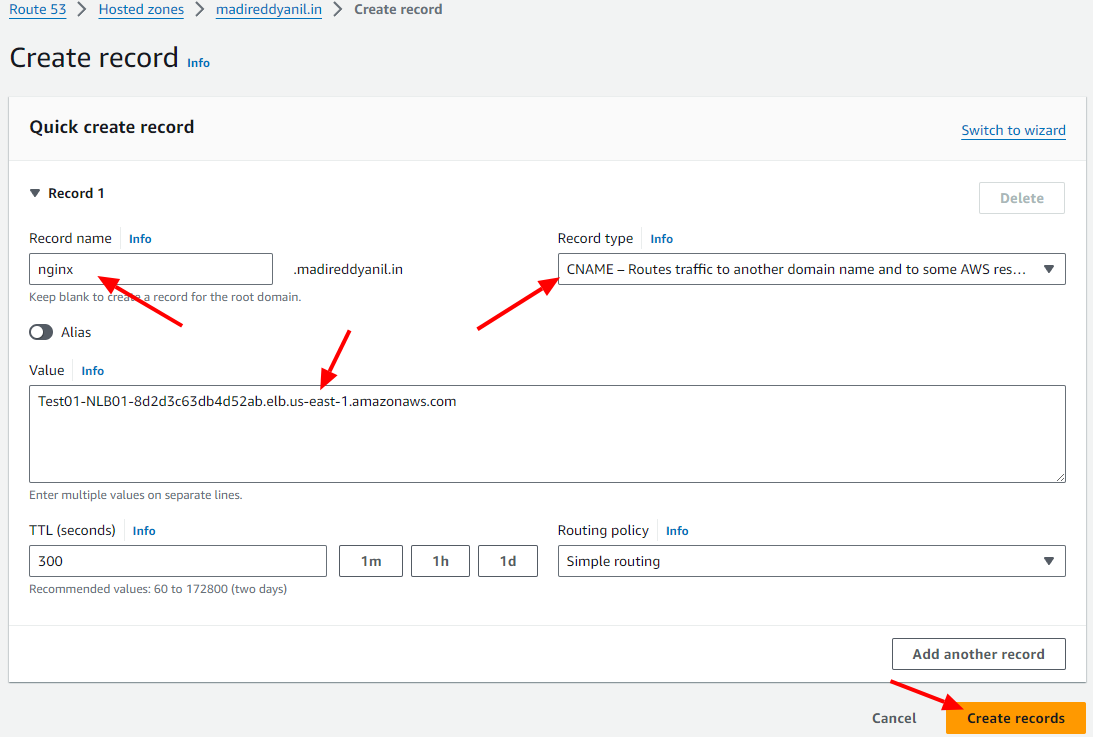 Route 53 > Hosted zones > madireddyanil.in > Create record
Create record Info
Quick create record
Switch to wizard
Record 1
Delete
Record name Info
Record type Info
nginx .madireddyanil.in
CNAME – Routes traffic to another domain name and to some AWS res...
Keep blank to create a record for the root domain.
Alias
Value Info
Test01-NLB01-8d2d3c63db4d52ab.elb.us-east-1.amazonaws.com
Enter multiple values on separate lines.
TTL (seconds) Info
Routing policy Info
300 1m 1h 1d
Simple routing
Recommended values: 60 to 172800 (two days)
Add another record
Cancel
Create records